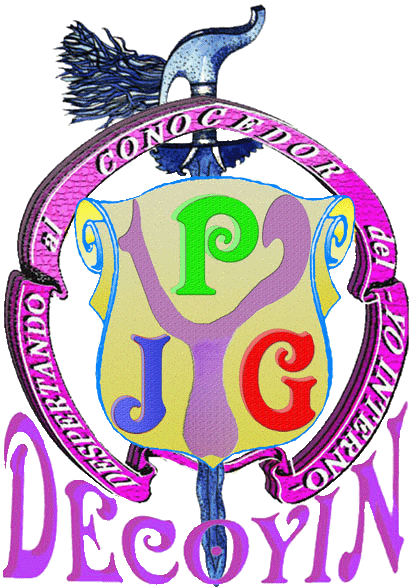 DESPERTANDO al CONOCEDOR del YO INTERNO
P
J G
DECOYIN